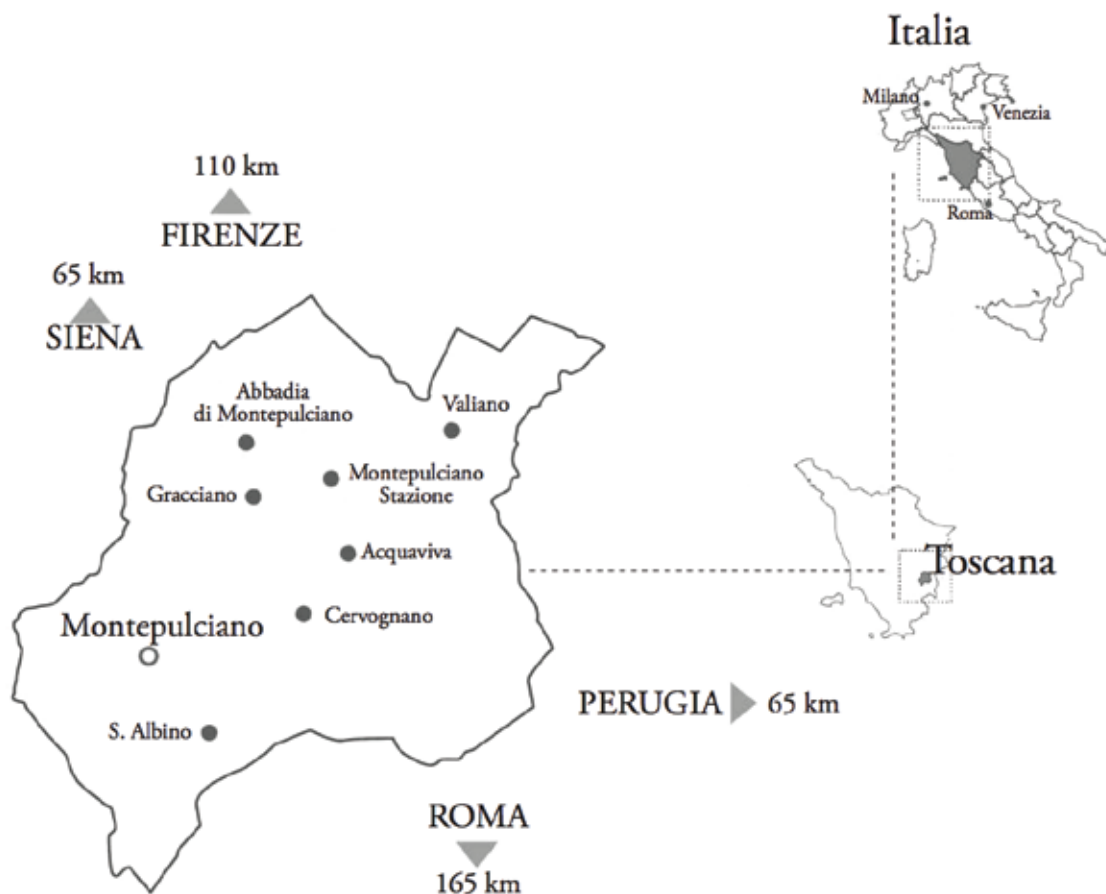 Italia
Milano
Venezia
Roma
110 km
FIRENZE
65 km
SIENA
Abbadia
di Montepulciano
Valiano
Montepulciano
Stazione
Gracciano
Acquaviva
Toscana
Cervognano
Montepulciano
S. Albino
PERUGIA
65 km
ROMA
165 km